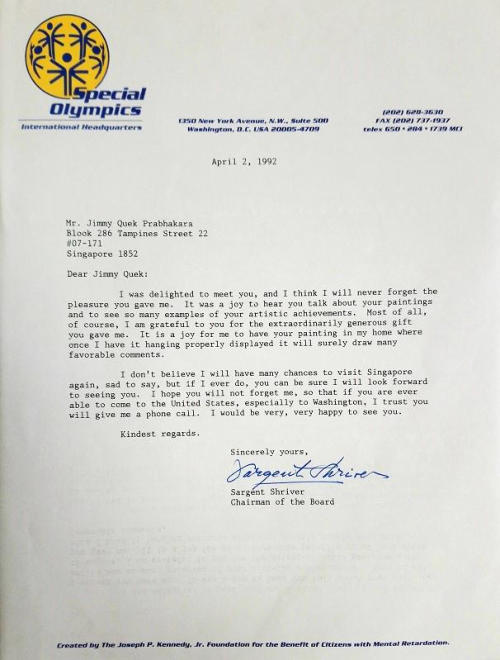 Special
Olympics
International Headquarters
1350 New York Avenue, N.W., Suite 500
Washington, D.C. USA 20005-4709
(202) 628-3630
FAX (202) 737-1937
telex 650 • 284 • 1739 MCI
April 2, 1992
Mr. Jimmy Quek Prabhakara
Blook 286 Tampines Street 22
#07-171
Singapore 1852
Dear Jimmy Quek:
I was delighted to meet you, and I think I will never forget the
pleasure you gave me. It was a joy to hear you talk about your paintings
and to see so many examples of your artistic achievements. Most of all,
of course, I am grateful to you for the extraordinarily generous gift
you gave me. It is a joy for me to have your painting in my home where
once I have it hanging properly displayed it will surely draw many
favorable comments.
I don't believe I will have many chances to visit Singapore
again, sad to say, but if I ever do, you can be sure I will look forward
to seeing you. I hope you will not forget me, so that if you are ever
able to come to the United States, especially to Washington, I trust you
will give me a phone call. I would be very, very happy to see you.
Kindest regards.
Sincerely yours,
Sargent Shriver
Sargent Shriver
Chairman of the Board
Created by The Joseph P. Kennedy, Jr. Foundation for the Benefit of Citizens with Mental Retardation.